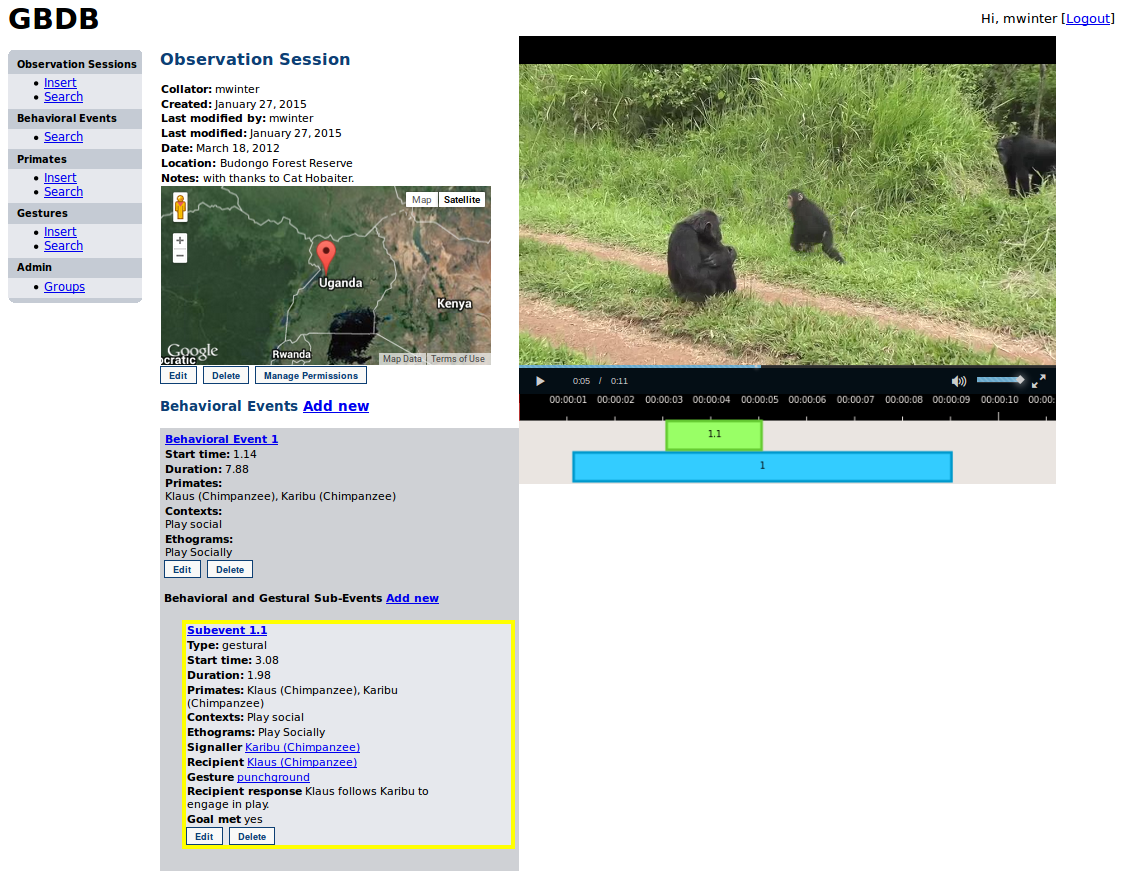 GBDB
Hi, mwinter [Logout]
Observation Sessions
Insert
Search
Behavioral Events
Search
Primates
Insert
Search
Gestures
Insert
Search
Admin
Groups
Observation Session
Collator: mwinter
Created: January 27, 2015
Last modified by: mwinter
Last modified: January 27, 2015
Date: March 18, 2012
Location: Budongo Forest Reserve
Notes: with thanks to Cat Hobaiter.
Map Satellite
+
−
Uganda
Kenya
Rwanda
Google
ocratic
Map Data Terms of Use
Edit Delete Manage Permissions
Behavioral Events Add new
Behavioral Event 1
Start time: 1.14
Duration: 7.88
Primates:
Klaus (Chimpanzee), Karibu (Chimpanzee)
Contexts:
Play social
Ethograms:
Play Socially
Edit Delete
Behavioral and Gestural Sub-Events Add new
Subevent 1.1
Type: gestural
Start time: 3.08
Duration: 1.98
Primates: Klaus (Chimpanzee), Karibu
(Chimpanzee)
Contexts: Play social
Ethograms: Play Socially
Signaller Karibu (Chimpanzee)
Recipient Klaus (Chimpanzee)
Gesture punchground
Recipient response Klaus follows Karibu to
engage in play.
Goal met yes
Edit Delete
0:05 / 0:11
00:00:01 00:00:02 00:00:03 00:00:04 00:00:05 00:00:06 00:00:07 00:00:08 00:00:09 00:00:10 00:00:
1.1
1